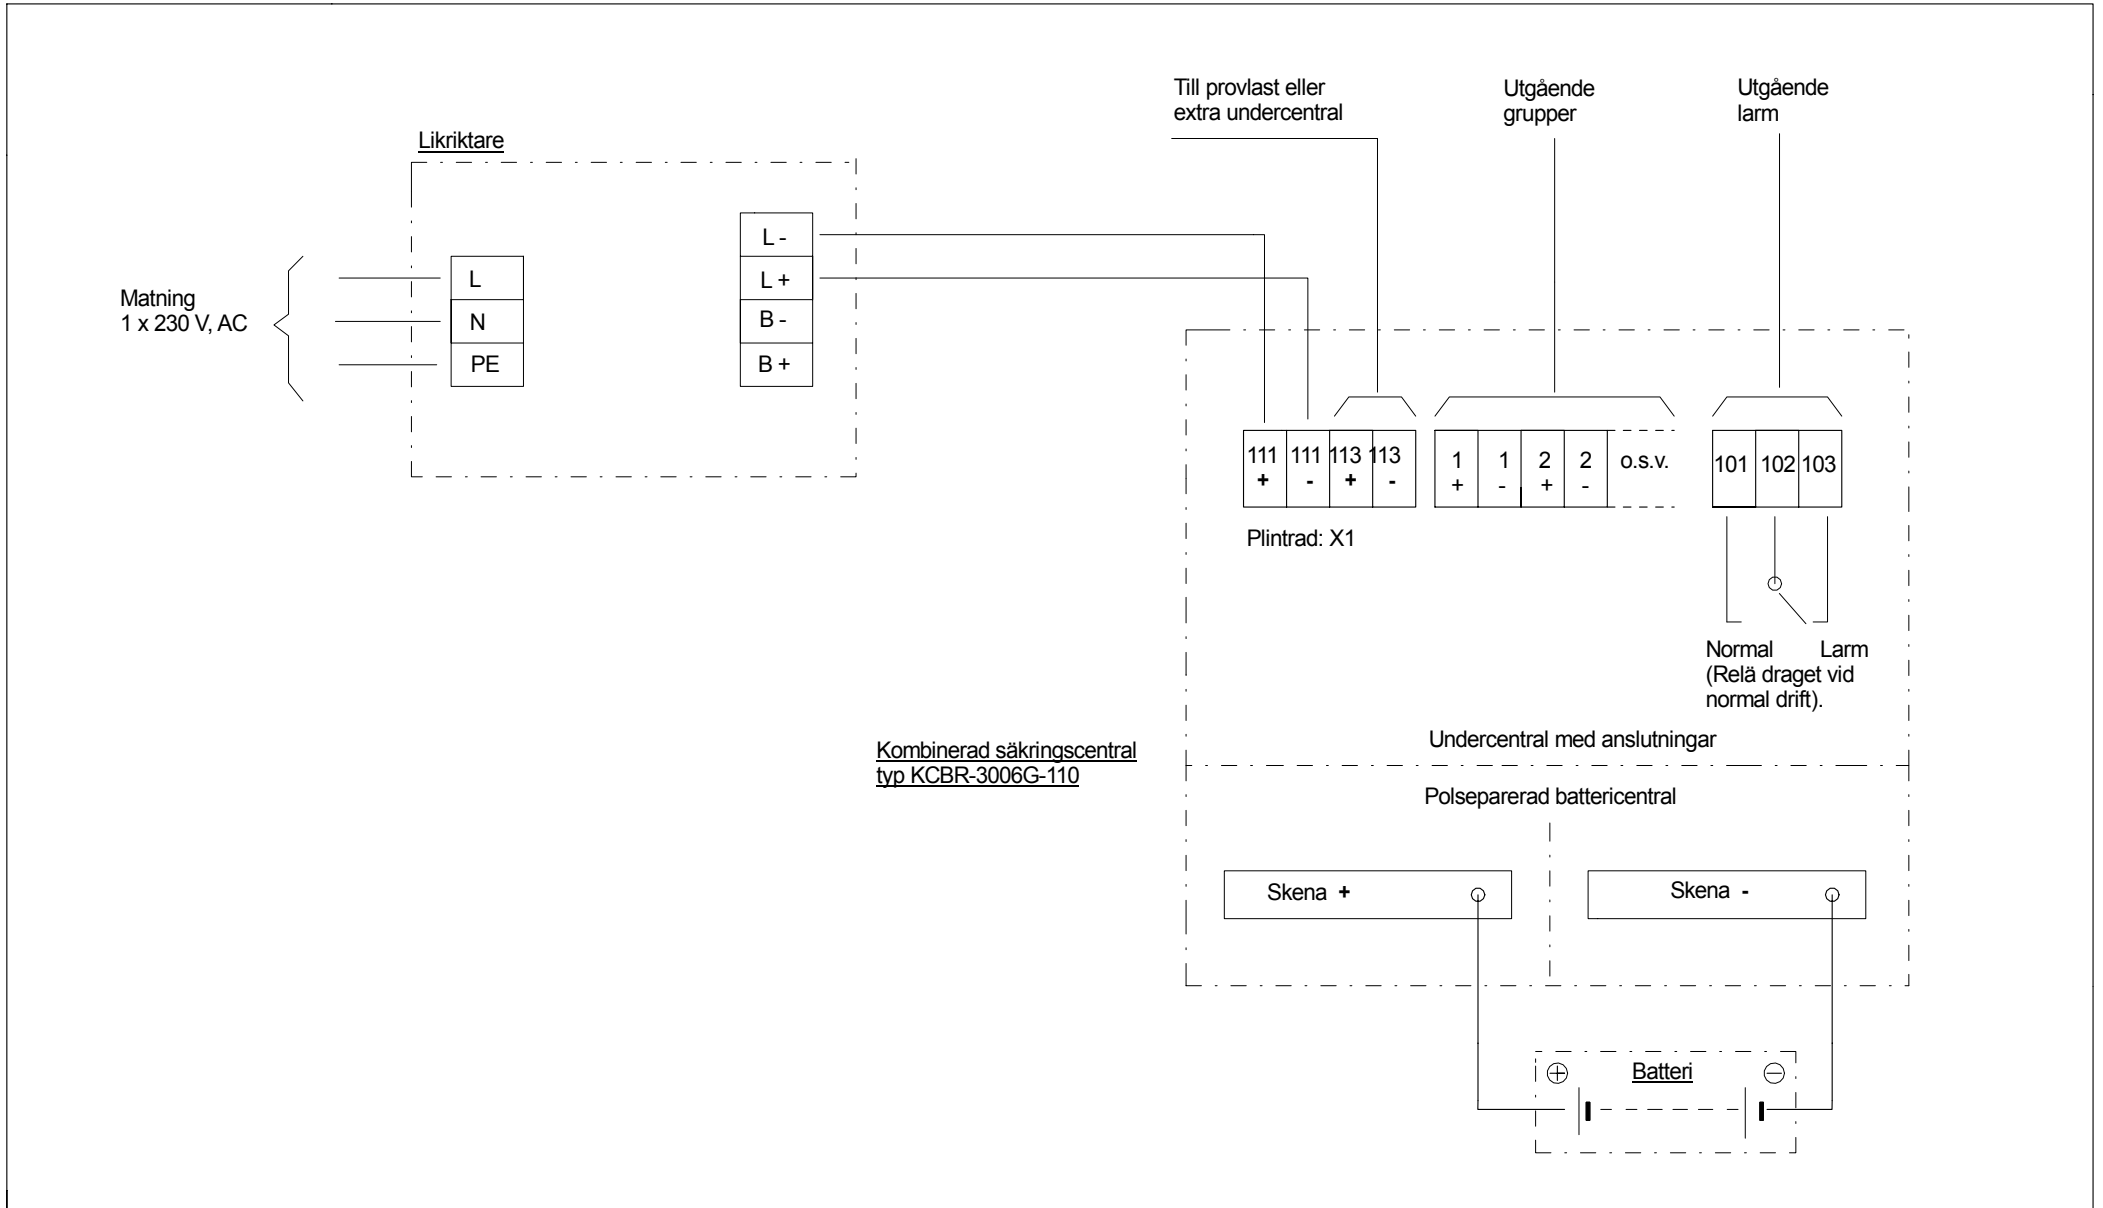 Till provlast eller
extra undercentral
Utgående
grupper
Utgående
larm
Likriktare
Matning
1 x 230 V, AC
L
N
PE
L -
L +
B -
B +
111 111 113 113
+ - + -
1 1 2 2 o.s.v.
+ - + -
101 102 103
Plintrad: X1
Normal Larm
(Relä draget vid
normal drift).
Kombinerad säkringscentral
typ KCBR-3006G-110
Undercentral med anslutningar
Polseparerad battericentral
Skena +
Skena -
+ Batteri -